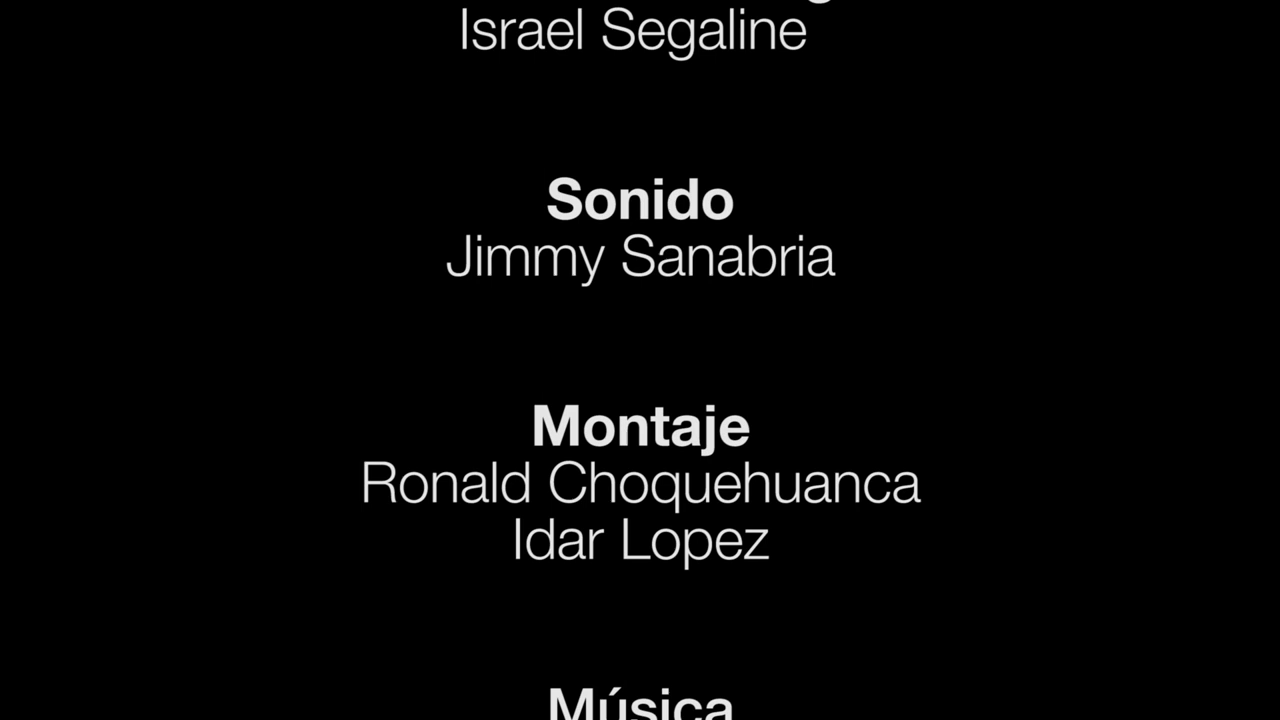 Israel Segaline
Sonido
Jimmy Sanabria
Montaje
Ronald Choquehuanca
Idar Lopez
Música